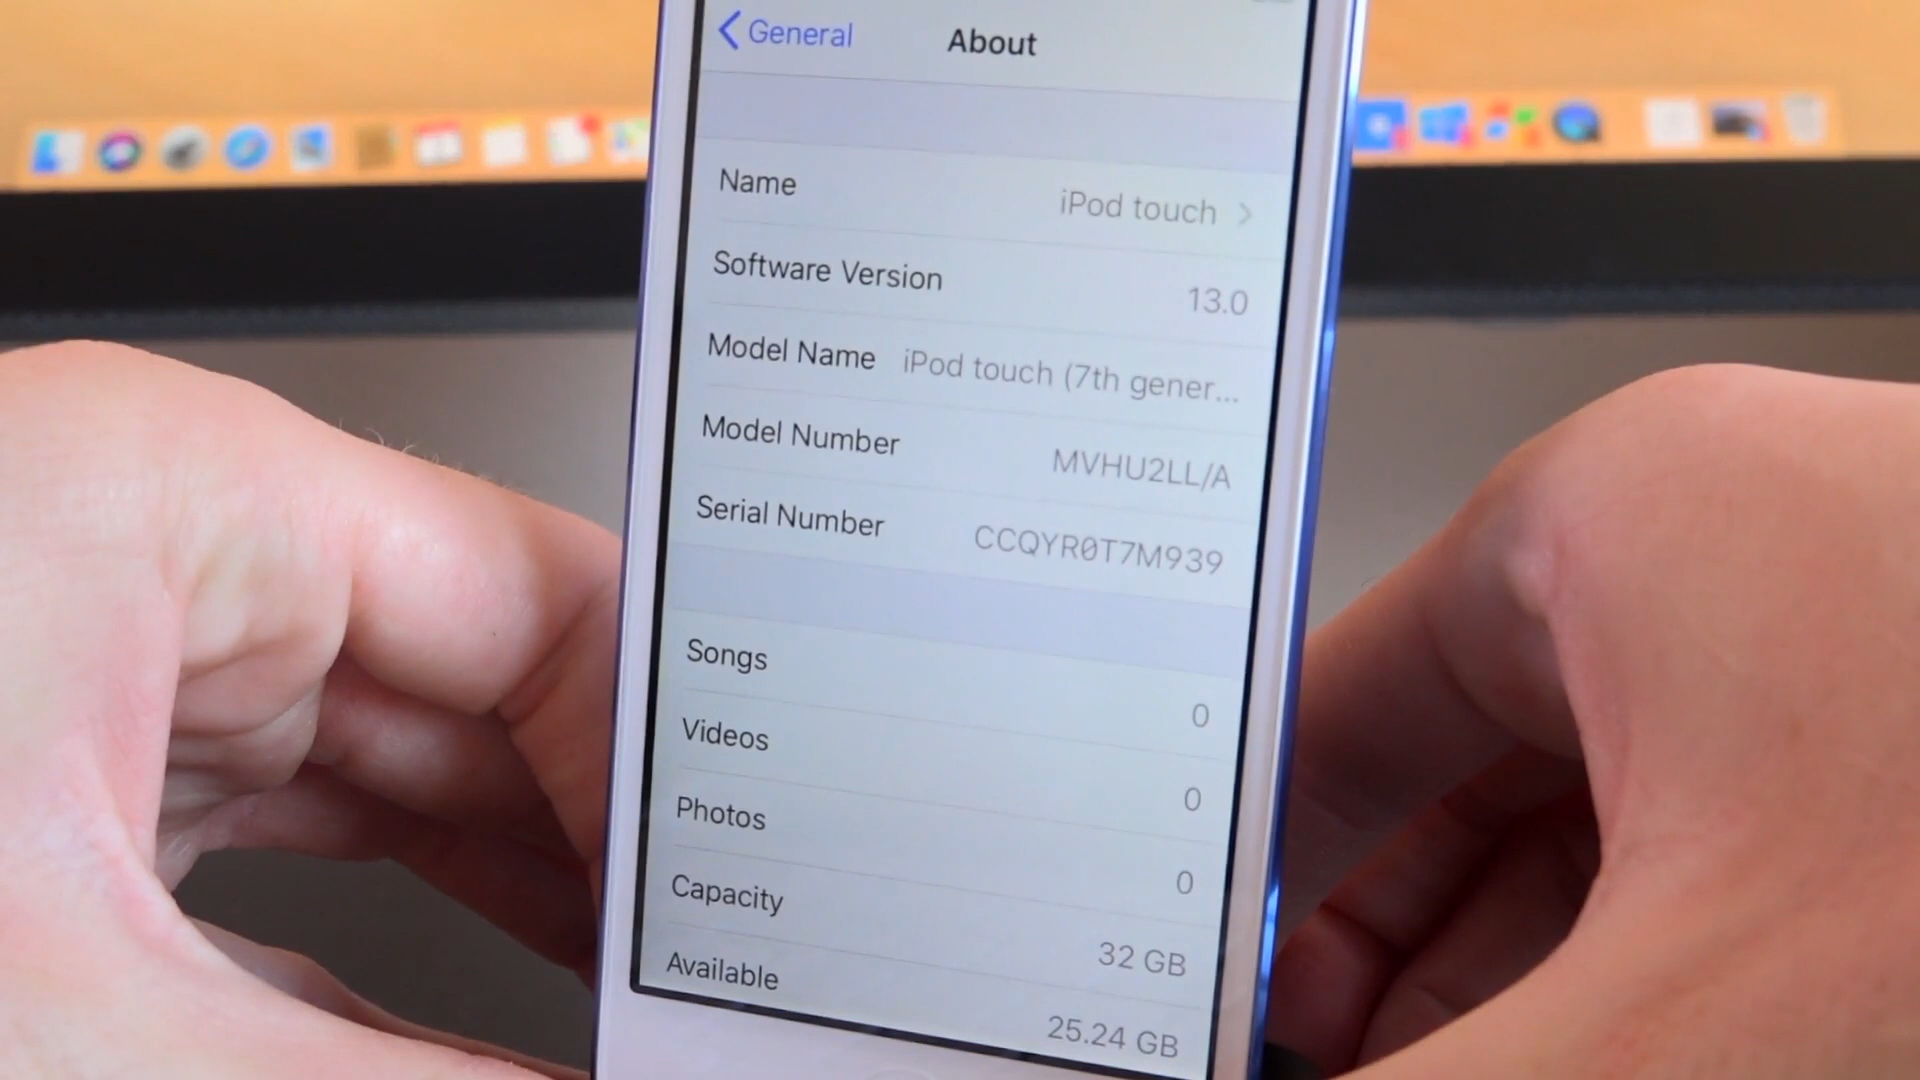 General
About
Name iPod touch
Software Version 13.0
Model Name iPod touch (7th gener...
Model Number MVHU2LL/A
Serial Number CCQYR0T7M939
Songs 0
Videos 0
Photos 0
Capacity 32 GB
Available 25.24 GB